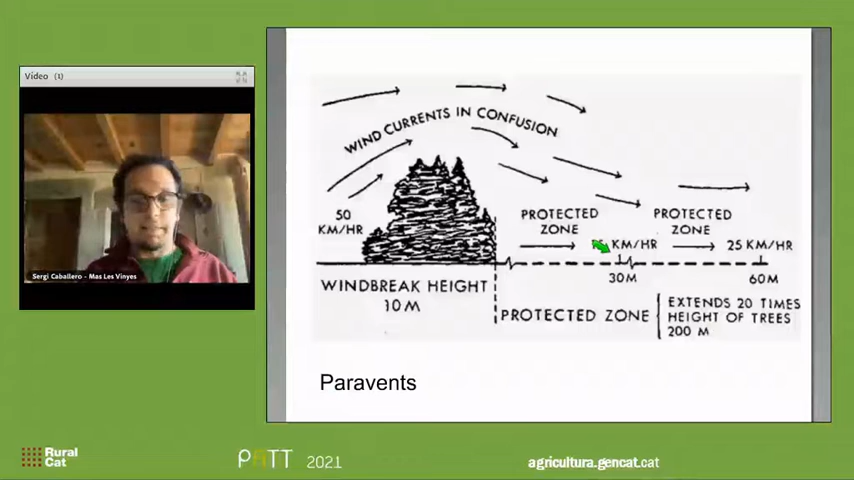 Vídeo (1)
Sergi Caballero - Mas Les Vinyes
WIND CURRENTS IN CONFUSION
50
KM/HR
PROTECTED
ZONE
KM/HR
PROTECTED
ZONE
25 KM/HR
30M
60M
WINDBREAK HEIGHT
10 M
PROTECTED ZONE
EXTENDS 20 TIMES
HEIGHT OF TREES
200 M
Paravents
Rural
Cat
PATT 2021
agricultura.gencat.cat